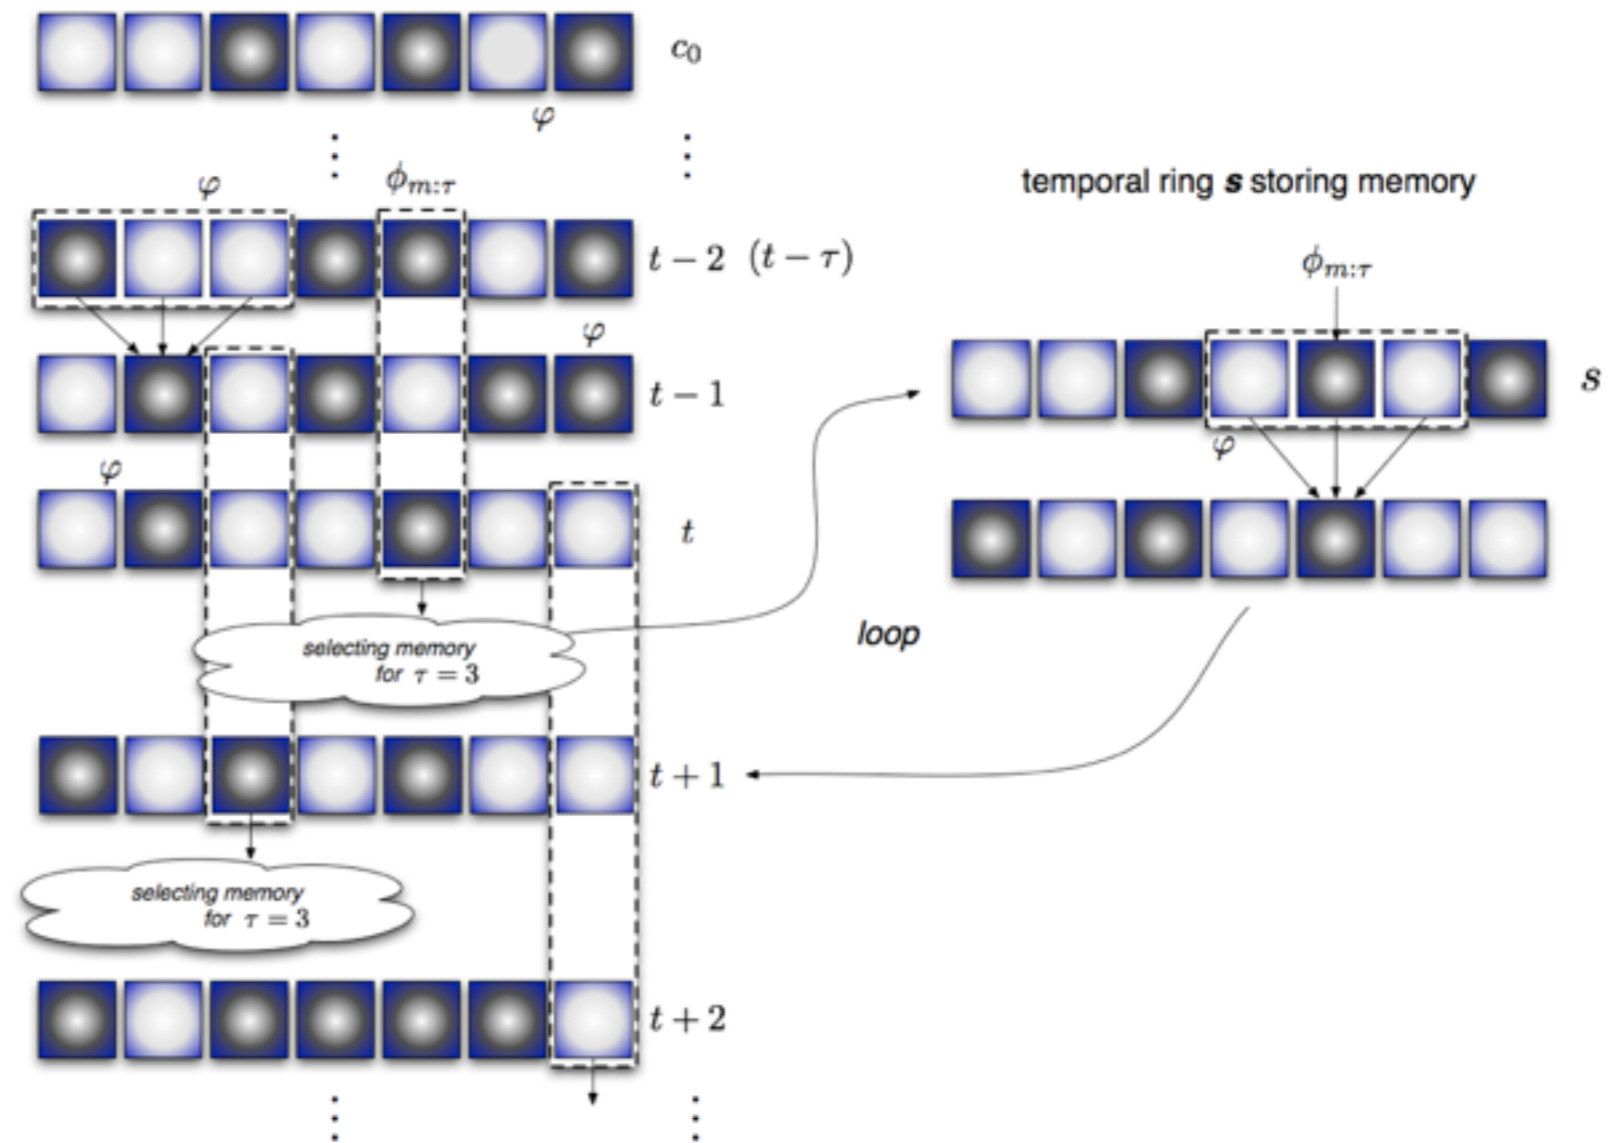 c₀
φ
⋮ ⋮
φ ϕₘ:τ
temporal ring s storing memory
t − 2 (t − τ)
ϕₘ:τ
φ
t − 1
s
φ
φ
t
loop
selecting memory
for τ = 3
t + 1
selecting memory
for τ = 3
t + 2
⋮ ⋮